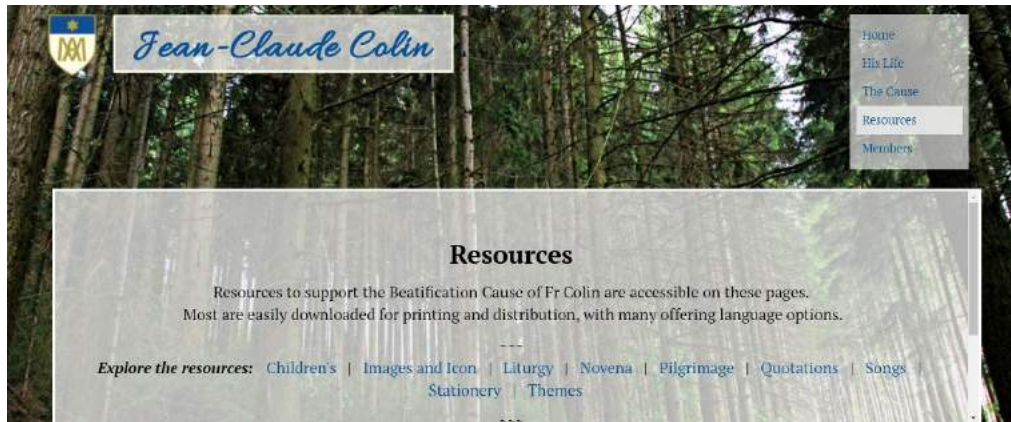 Jean-Claude Colin
Home
His Life
The Cause
Resources
Members
Resources
Resources to support the Beatification Cause of Fr Colin are accessible on these pages.
Most are easily downloaded for printing and distribution, with many offering language options.
---
Explore the resources: Children's | Images and Icon | Liturgy | Novena | Pilgrimage | Quotations | Songs |
Stationery | Themes
---